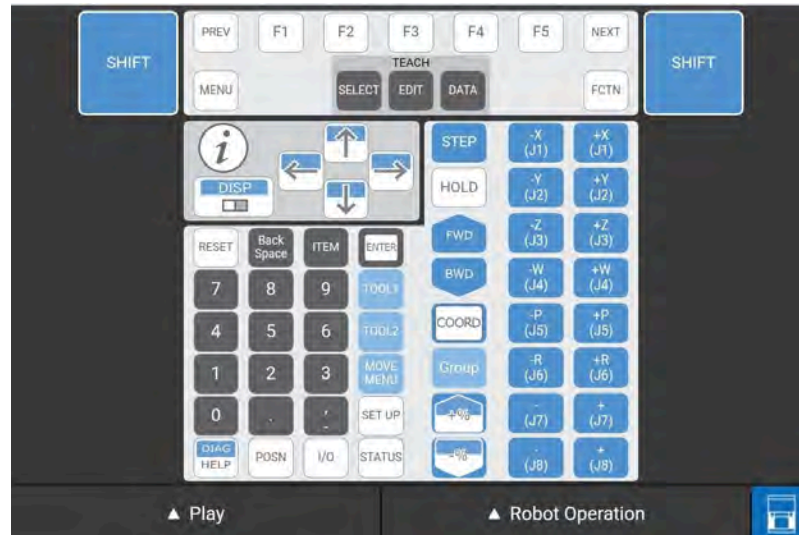 PREV F1 F2 F3 F4 F5 NEXT
SHIFT SHIFT
TEACH
MENU SELECT EDIT DATA FCTN
i
DISP
STEP -X (J1) +X (J1)
HOLD -Y (J2) +Y (J2)
RESET Back Space ITEM ENTER FWD -Z (J3) +Z (J3)
7 8 9 TOOL1 BWD -W (J4) +W (J4)
4 5 6 TOOL2 COORD -P (J5) +P (J5)
1 2 3 MOVE MENU Group -R (J6) +R (J6)
0 . , - SET UP +% - (J7) + (J7)
DIAG HELP POSN I/O STATUS -% - (J8) + (J8)
▲ Play ▲ Robot Operation